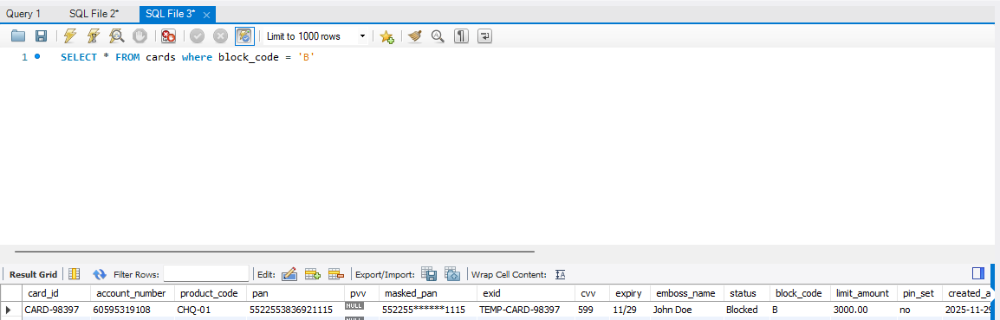 Query 1 SQL File 2* SQL File 3* ×
Limit to 1000 rows
1 SELECT * FROM cards where block_code = 'B'
Result Grid Filter Rows: Edit: Export/Import: Wrap Cell Content: IA
card_id account_number product_code pan pvv masked_pan exid cvv expiry emboss_name status block_code limit_amount pin_set created_a
CARD-98397 60595319108 CHQ-01 5522553836921115 NULL 552255******1115 TEMP-CARD-98397 599 11/29 John Doe Blocked B 3000.00 no 2025-11-29
NULL